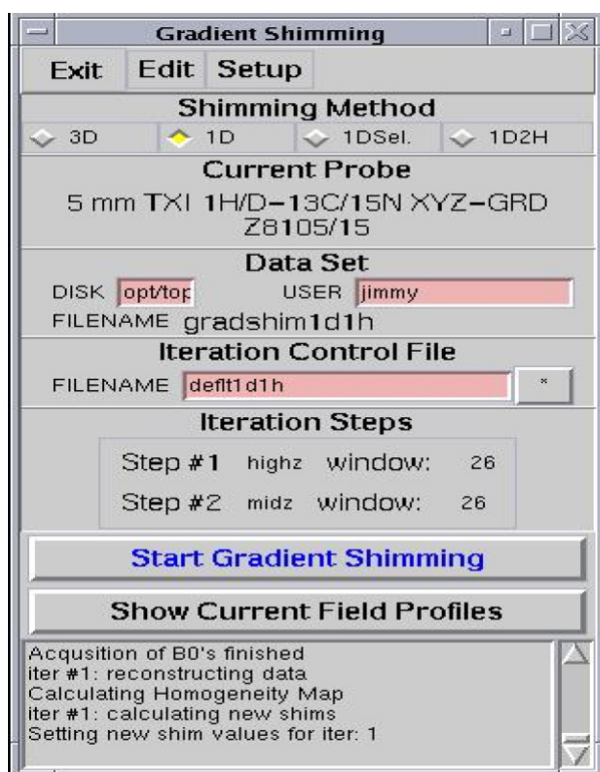 Gradient Shimming
Exit Edit Setup
Shimming Method
3D 1D 1DSel. 1D2H
Current Probe
5 mm TXI 1H/D-13C/15N XYZ-GRD
Z8105/15
Data Set
DISK opt/top USER jimmy
FILENAME gradshim1d1h
Iteration Control File
FILENAME deflt1d1h *
Iteration Steps
Step #1 highz window: 26
Step #2 midz window: 26
Start Gradient Shimming
Show Current Field Profiles
Acqusition of B0's finished
iter #1: reconstructing data
Calculating Homogeneity Map
iter #1: calculating new shims
Setting new shim values for iter: 1